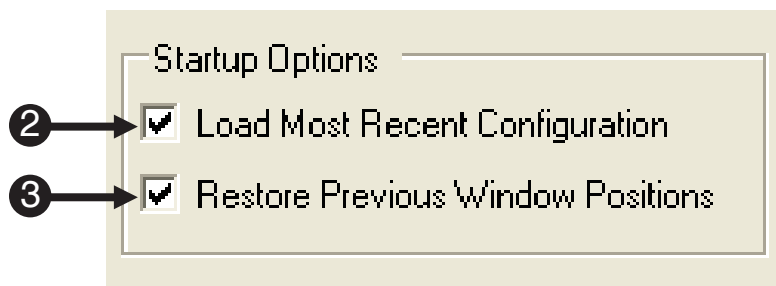 Startup Options
2 Load Most Recent Configuration
3 Restore Previous Window Positions